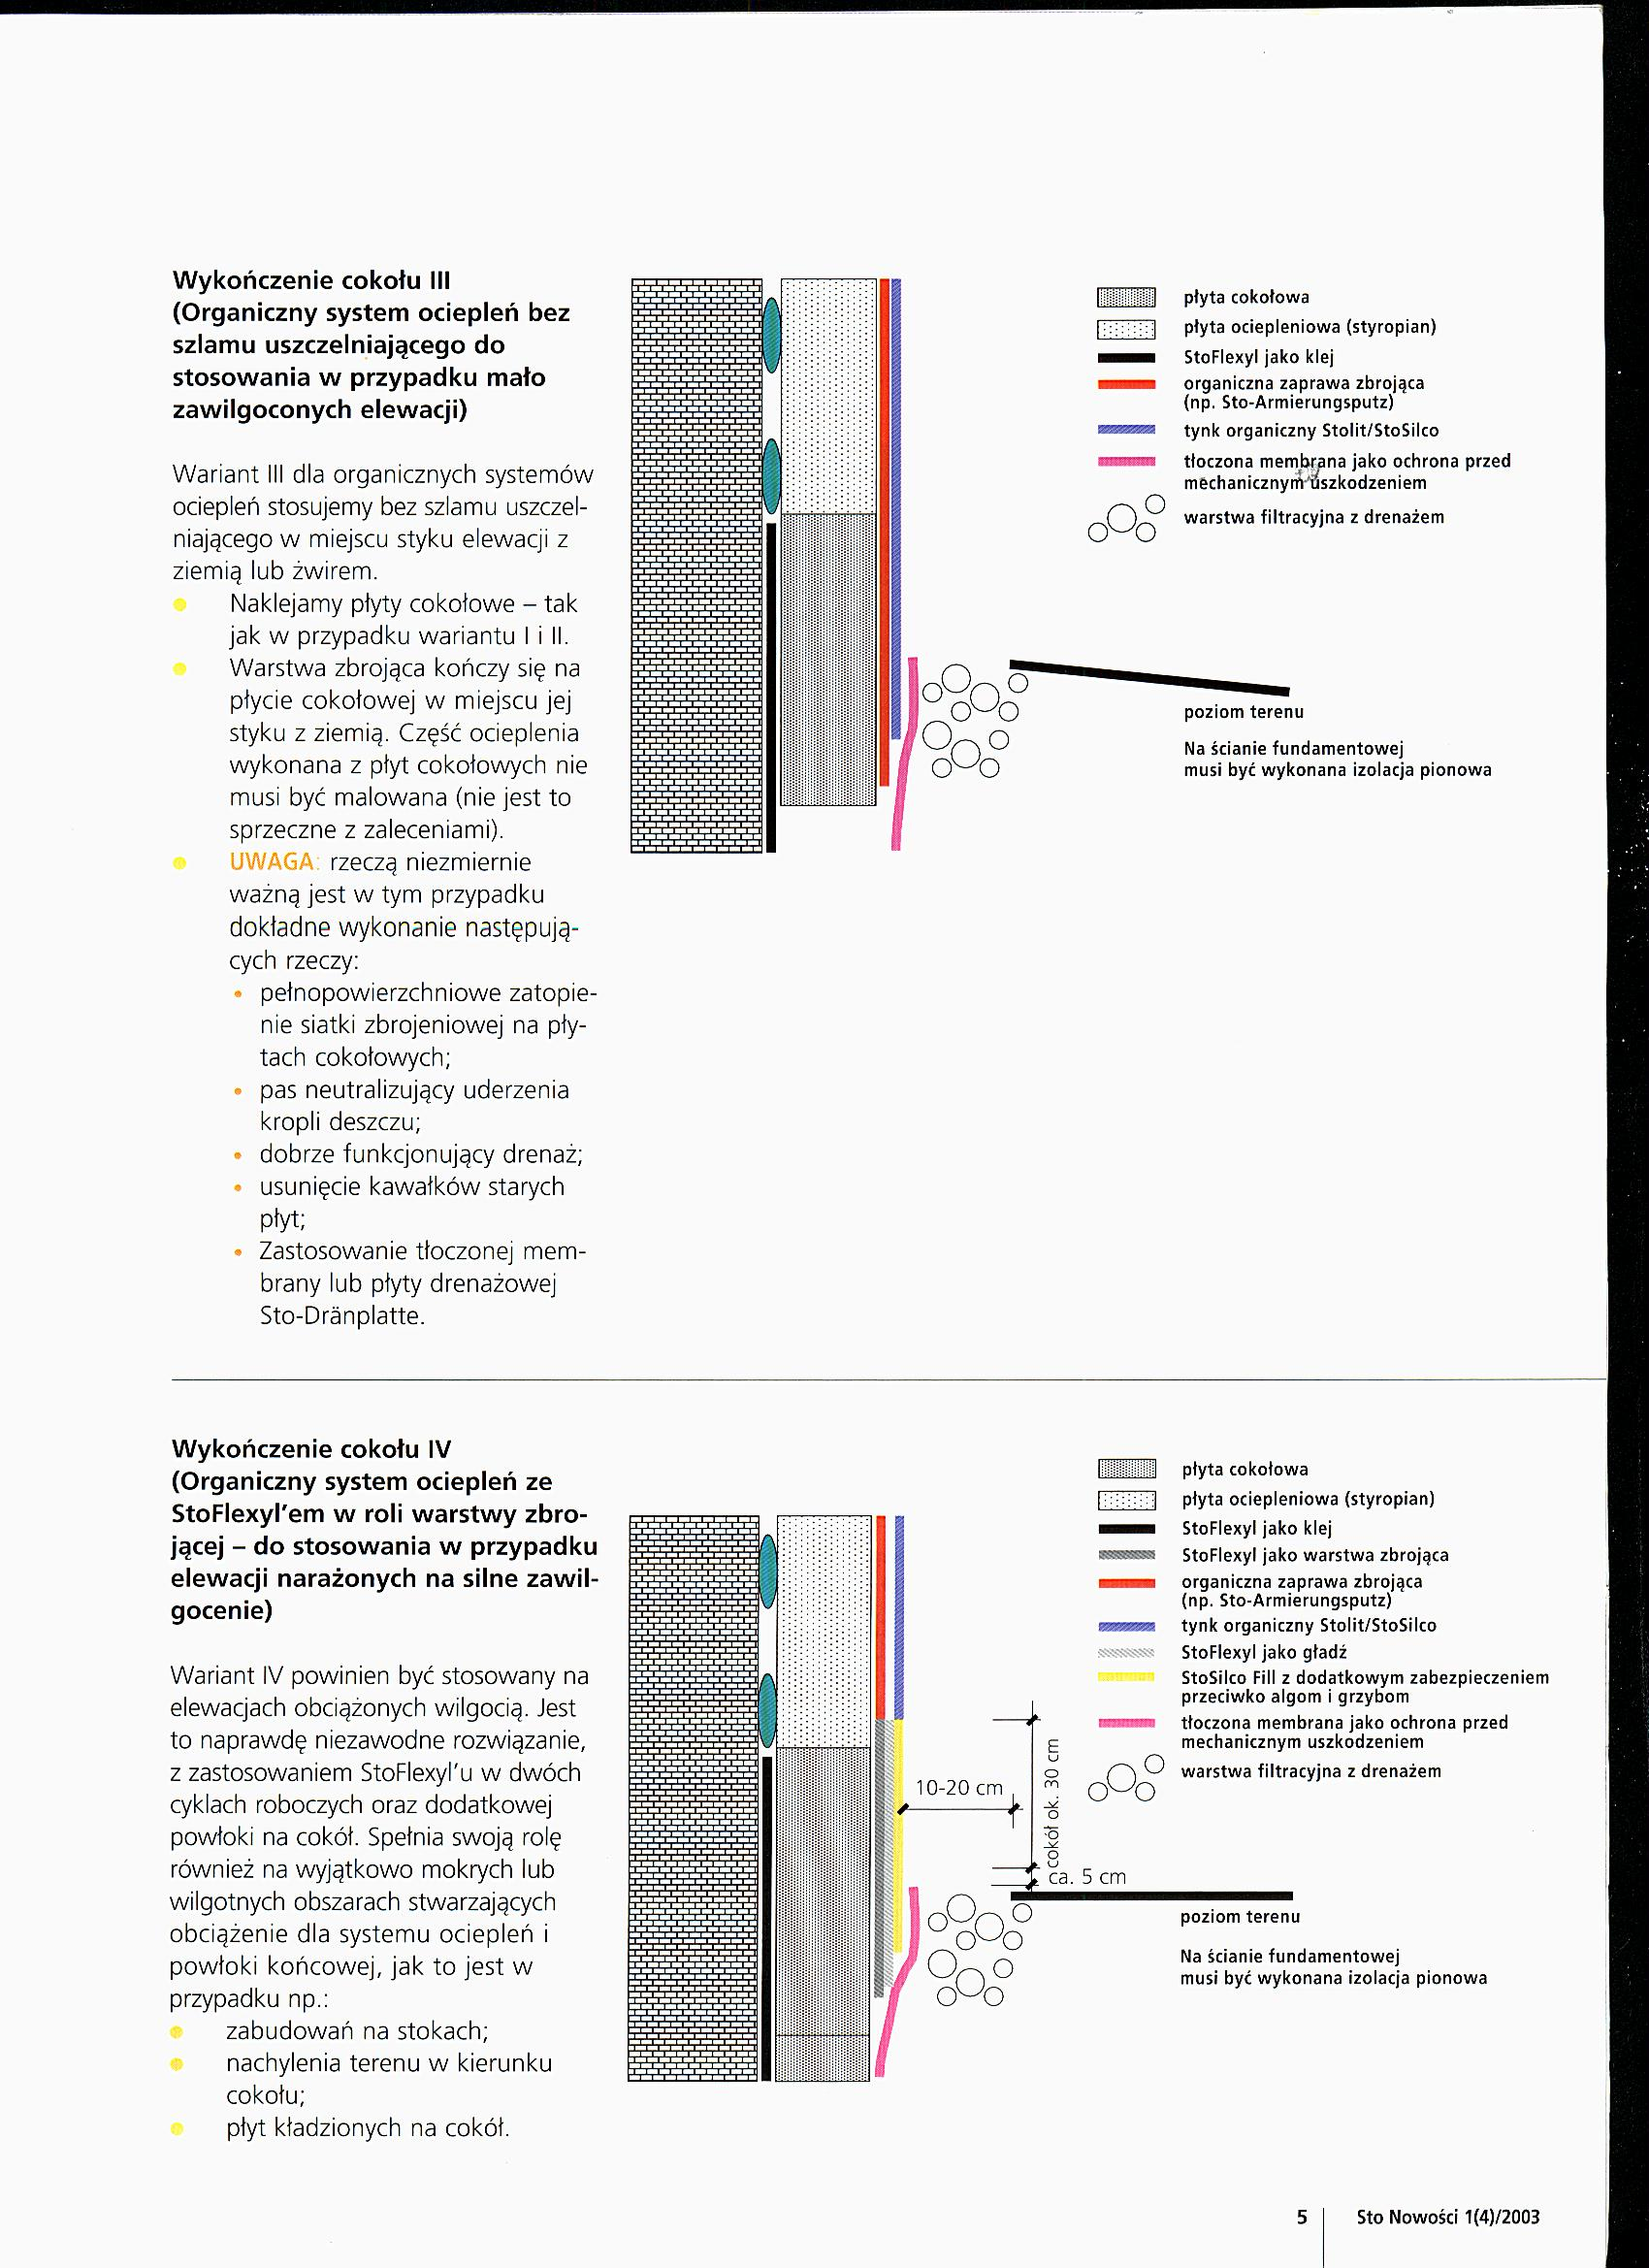 Wykończenie cokołu III
(Organiczny system ociepleń bez
szlamu uszczelniającego do
stosowania w przypadku mało
zawilgoconych elewacji)
Wariant III dla organicznych systemów
ociepleń stosujemy bez szlamu uszczel-
niającego w miejscu styku elewacji z
ziemią lub żwirem.
Naklejamy płyty cokołowe – tak
jak w przypadku wariantu I i II.
Warstwa zbrojąca kończy się na
płycie cokołowej w miejscu jej
styku z ziemią. Część ocieplenia
wykonana z płyt cokołowych nie
musi być malowana (nie jest to
sprzeczne z zaleceniami).
UWAGA: rzeczą niezmiernie
ważną jest w tym przypadku
dokładne wykonanie następują-
cych rzeczy:
• pełnopowierzchniowe zatopie-
nie siatki zbrojeniowej na pły-
tach cokołowych;
• pas neutralizujący uderzenia
kropli deszczu;
• dobrze funkcjonujący drenaż;
• usunięcie kawałków starych
płyt;
• Zastosowanie tłoczonej mem-
brany lub płyty drenażowej
Sto-Dränplatte.
płyta cokołowa
płyta ociepleniowa (styropian)
StoFlexyl jako klej
organiczna zaprawa zbrojąca
(np. Sto-Armierungsputz)
tynk organiczny Stolit/StoSilco
tłoczona membrana jako ochrona przed
mechanicznym uszkodzeniem
warstwa filtracyjna z drenażem
poziom terenu
Na ścianie fundamentowej
musi być wykonana izolacja pionowa
Wykończenie cokołu IV
(Organiczny system ociepleń ze
StoFlexyl'em w roli warstwy zbro-
jącej – do stosowania w przypadku
elewacji narażonych na silne zawil-
gocenie)
Wariant IV powinien być stosowany na
elewacjach obciążonych wilgocią. Jest
to naprawdę niezawodne rozwiązanie,
z zastosowaniem StoFlexyl'u w dwóch
cyklach roboczych oraz dodatkowej
powłoki na cokół. Spełnia swoją rolę
również na wyjątkowo mokrych lub
wilgotnych obszarach stwarzających
obciążenie dla systemu ociepleń i
powłoki końcowej, jak to jest w
przypadku np.:
zabudowań na stokach;
nachylenia terenu w kierunku
cokołu;
płyt kładzionych na cokół.
10-20 cm
cokół ok. 30 cm
ca. 5 cm
płyta cokołowa
płyta ociepleniowa (styropian)
StoFlexyl jako klej
StoFlexyl jako warstwa zbrojąca
organiczna zaprawa zbrojąca
(np. Sto-Armierungsputz)
tynk organiczny Stolit/StoSilco
StoFlexyl jako gładź
StoSilco Fill z dodatkowym zabezpieczeniem
przeciwko algom i grzybom
tłoczona membrana jako ochrona przed
mechanicznym uszkodzeniem
warstwa filtracyjna z drenażem
poziom terenu
Na ścianie fundamentowej
musi być wykonana izolacja pionowa
5 Sto Nowości 1(4)/2003